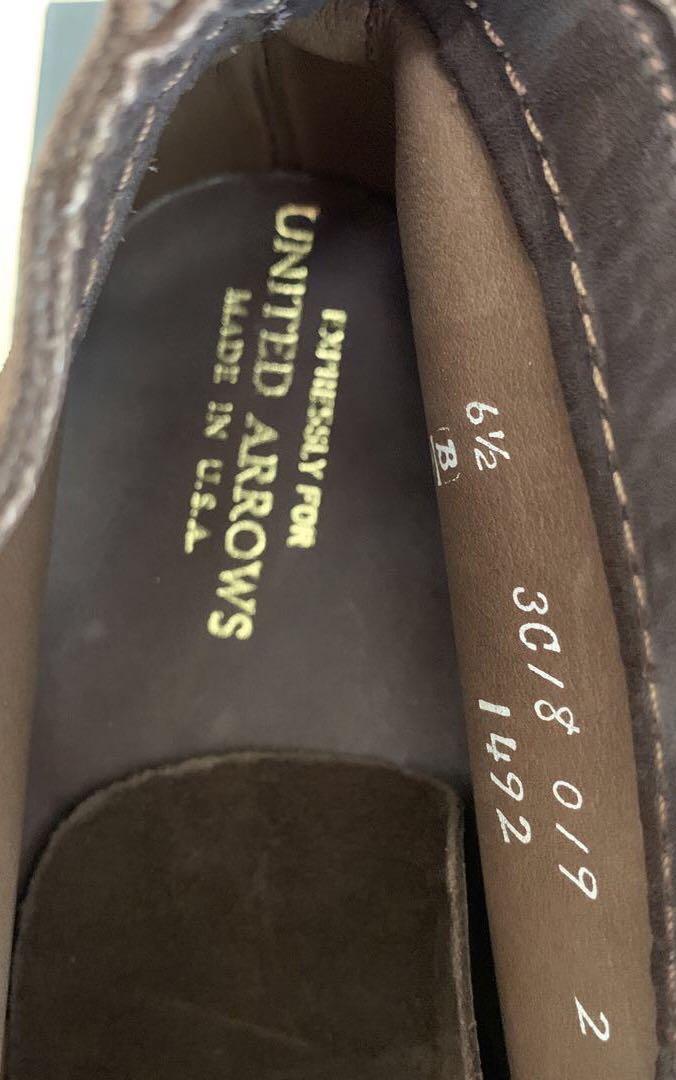 EXPRESSLY FOR
UNITED ARROWS
MADE IN U.S.A.
6½
B
3C18 019 2
1492